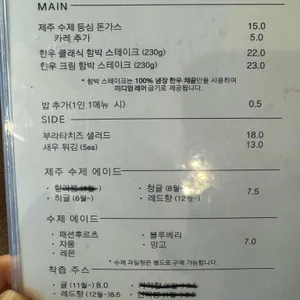 MAIN
제주 수제 등심 돈가스 15.0
카레 추가 5.0
한우 클래식 함박 스테이크 (230g) 22.0
한우 크림 함박 스테이크 (230g) 23.0
* 함박 스테이크는 100% 냉장 한우 채끝만을 사용하여
미디엄레어 굽기로 제공됩니다.
밥 추가(1인 1메뉴 시) 0.5
SIDE
부라타치즈 샐러드 18.0
새우 튀김 (5ea) 13.0
제주 수제 에이드
- 청귤 (8월~)
- 하귤 (6월~) - 레드향 (12월~) 7.5
수제 에이드
- 패션후르츠 - 블루베리
- 자몽 - 망고 7.0
- 레몬
* 수제 과일청은 별도로 구매 가능합니다.
착즙 주스
- 귤 (11월~) 8.0
- 레드향 (12월~) 8.5